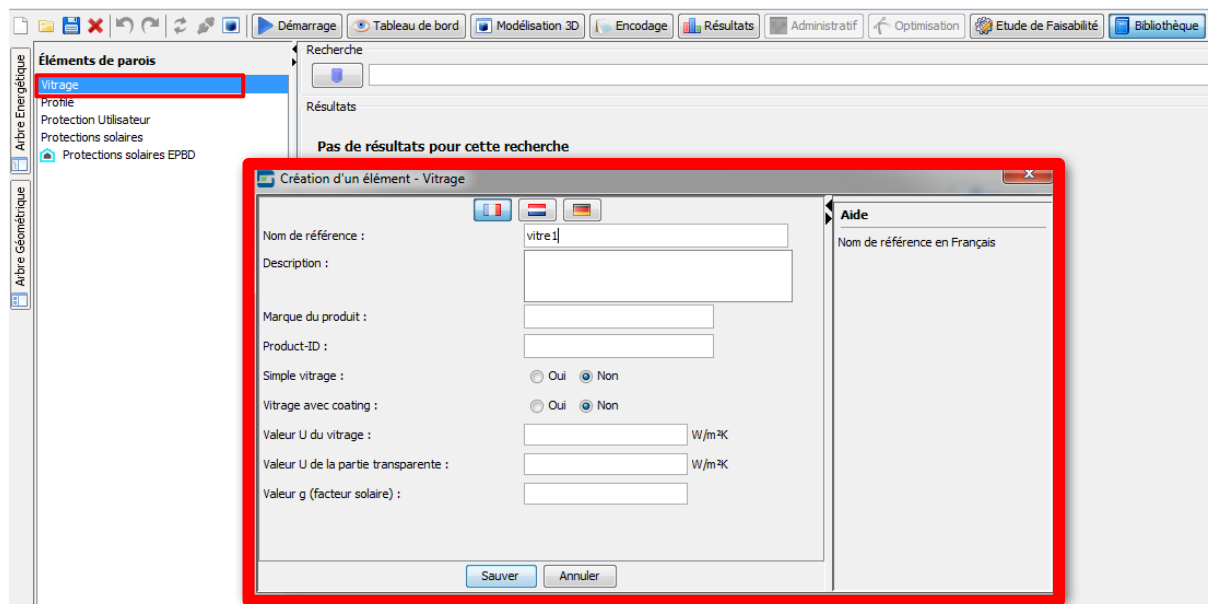 Démarrage Tableau de bord Modélisation 3D Encodage Résultats Administratif Optimisation Etude de Faisabilité Bibliothèque
Arbre Energétique
Arbre Géométrique
Éléments de parois
Vitrage
Profilé
Protection Utilisateur
Protections solaires
Protections solaires EPBD
Recherche
Résultats
Pas de résultats pour cette recherche
Création d'un élément - Vitrage
x
Nom de référence : vitre1
Description :
Marque du produit :
Product-ID :
Simple vitrage : Oui Non
Vitrage avec coating : Oui Non
Valeur U du vitrage : W/m²K
Valeur U de la partie transparente : W/m²K
Valeur g (facteur solaire) :
Sauver Annuler
Aide
Nom de référence en Français